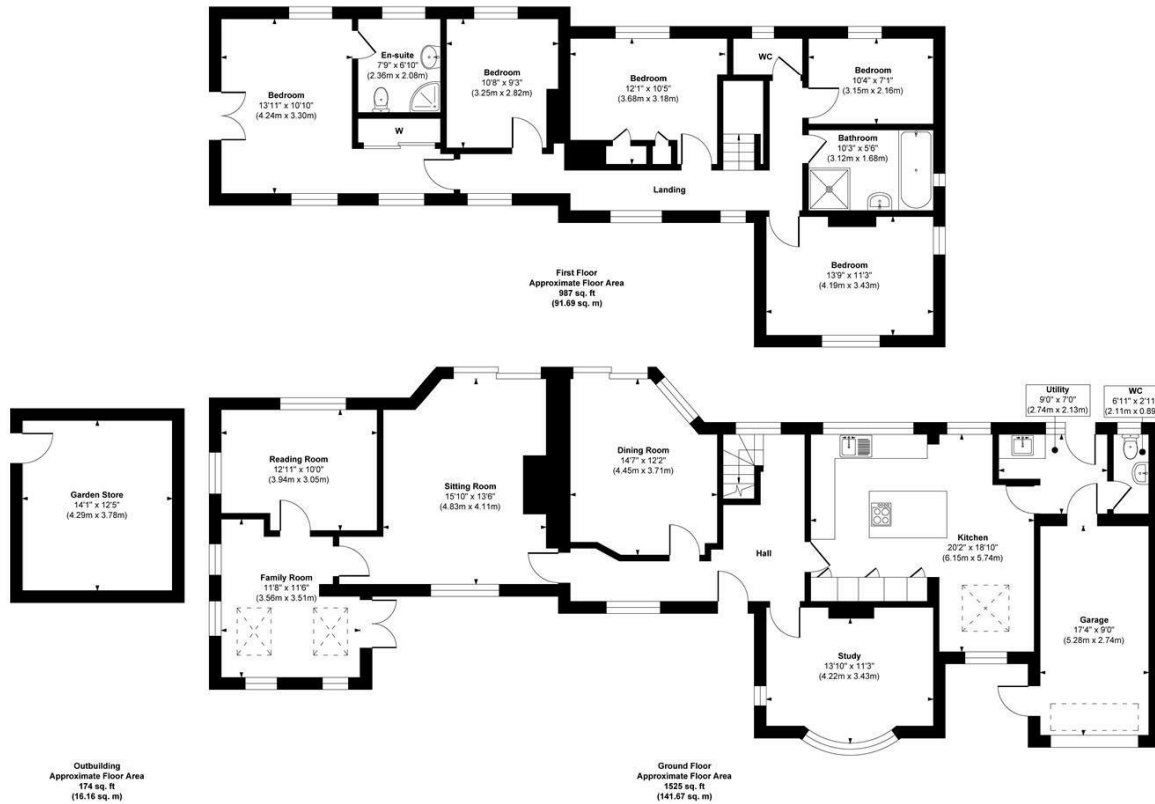 En-suite
7'9" x 6'10"
(2.36m x 2.08m)
Bedroom
10'8" x 9'3"
(3.25m x 2.82m)
Bedroom
12'1" x 10'5"
(3.68m x 3.18m)
WC
Bedroom
10'4" x 7'1"
(3.15m x 2.16m)
Bedroom
13'11" x 10'10"
(4.24m x 3.30m)
W
Bathroom
10'3" x 5'6"
(3.12m x 1.68m)
Landing
Bedroom
13'9" x 11'3"
(4.19m x 3.43m)
First Floor
Approximate Floor Area
987 sq. ft
(91.69 sq. m)
Utility
9'0" x 7'0"
(2.74m x 2.13m)
WC
6'11" x 2'11
(2.11m x 0.89
Reading Room
12'11" x 10'0"
(3.94m x 3.05m)
Sitting Room
15'10" x 13'6"
(4.83m x 4.11m)
Dining Room
14'7" x 12'2"
(4.45m x 3.71m)
Garden Store
14'1" x 12'5"
(4.29m x 3.78m)
Hall
Kitchen
20'2" x 18'10"
(6.15m x 5.74m)
Family Room
11'8" x 11'6"
(3.56m x 3.51m)
Garage
17'4" x 9'0"
(5.28m x 2.74m)
Study
13'10" x 11'3"
(4.22m x 3.43m)
Outbuilding
Approximate Floor Area
174 sq. ft
(16.16 sq. m)
Ground Floor
Approximate Floor Area
1525 sq. ft
(141.67 sq. m)